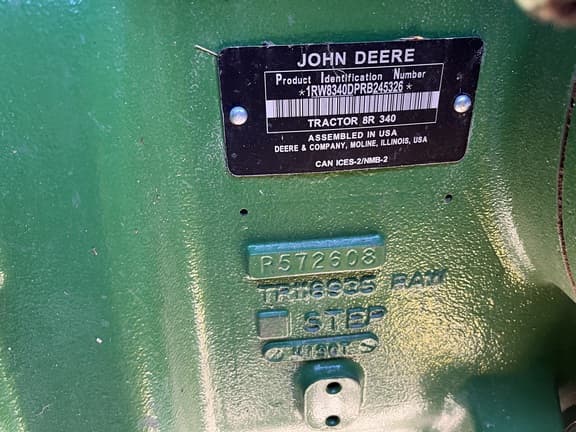 JOHN DEERE
Product Identification Number
*1RW8340DPRB245326*
TRACTOR 8R 340
ASSEMBLED IN USA
DEERE & COMPANY, MOLINE, ILLINOIS, USA
CAN ICES-2/NMB-2
R572608
RAW
STEP